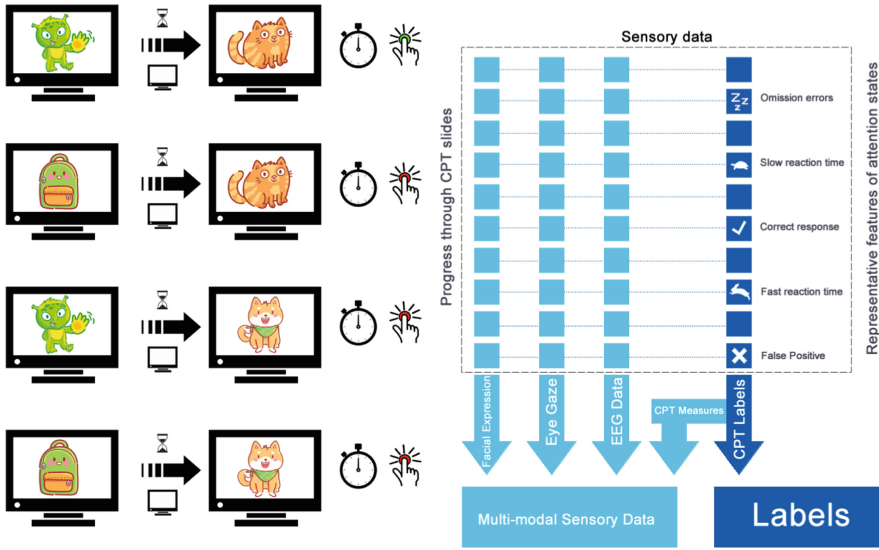 Sensory data
Progress through CPT slides
Omission errors
Slow reaction time
Correct response
Fast reaction time
False Positive
Representative features of attention states
Facial Expression
Eye Gaze
EEG Data
CPT Measures
CPT Labels
Multi-modal Sensory Data
Labels